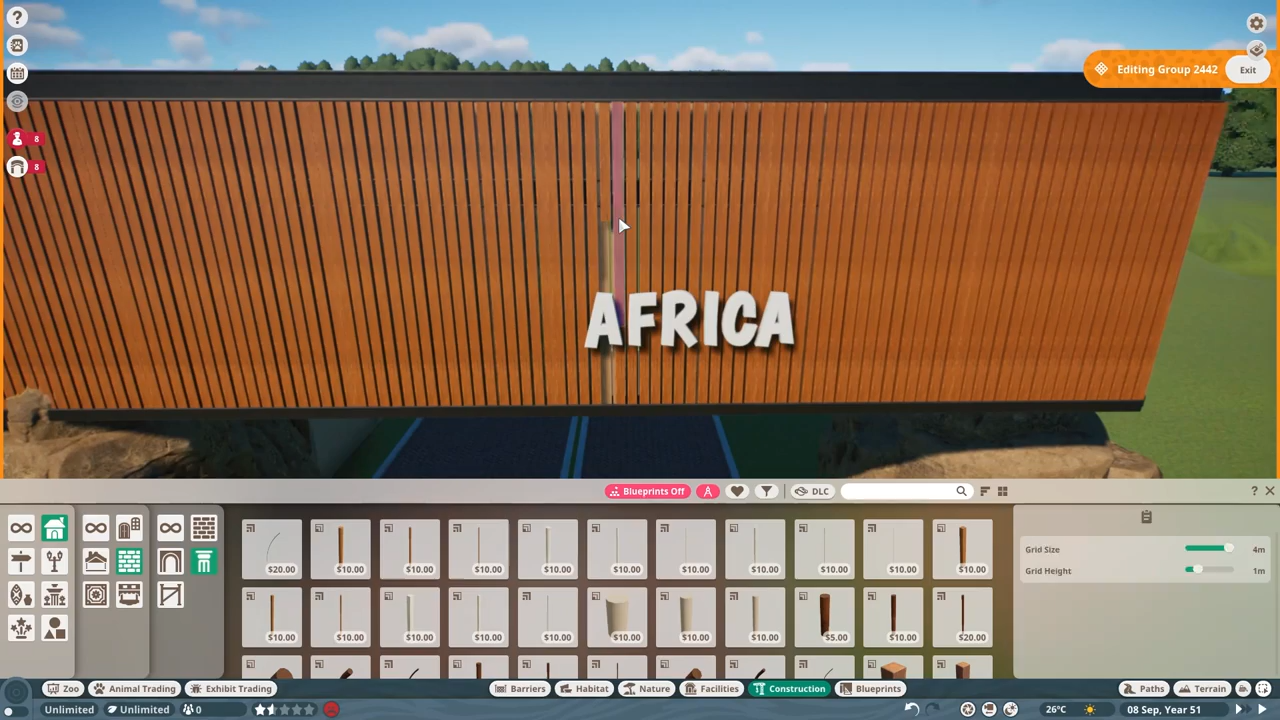 ?
Editing Group 2442
Exit
8
8
AFRICA
Blueprints Off
DLC
?
$20.00 $10.00 $10.00 $10.00 $10.00 $10.00 $10.00 $10.00 $10.00 $10.00 $10.00
Grid Size 4m
Grid Height 1m
$10.00 $10.00 $10.00 $10.00 $10.00 $10.00 $10.00 $10.00 $5.00 $10.00 $20.00
Zoo Animal Trading Exhibit Trading Barriers Habitat Nature Facilities Construction Blueprints Paths Terrain
Unlimited Unlimited 0 26°C 08 Sep, Year 51